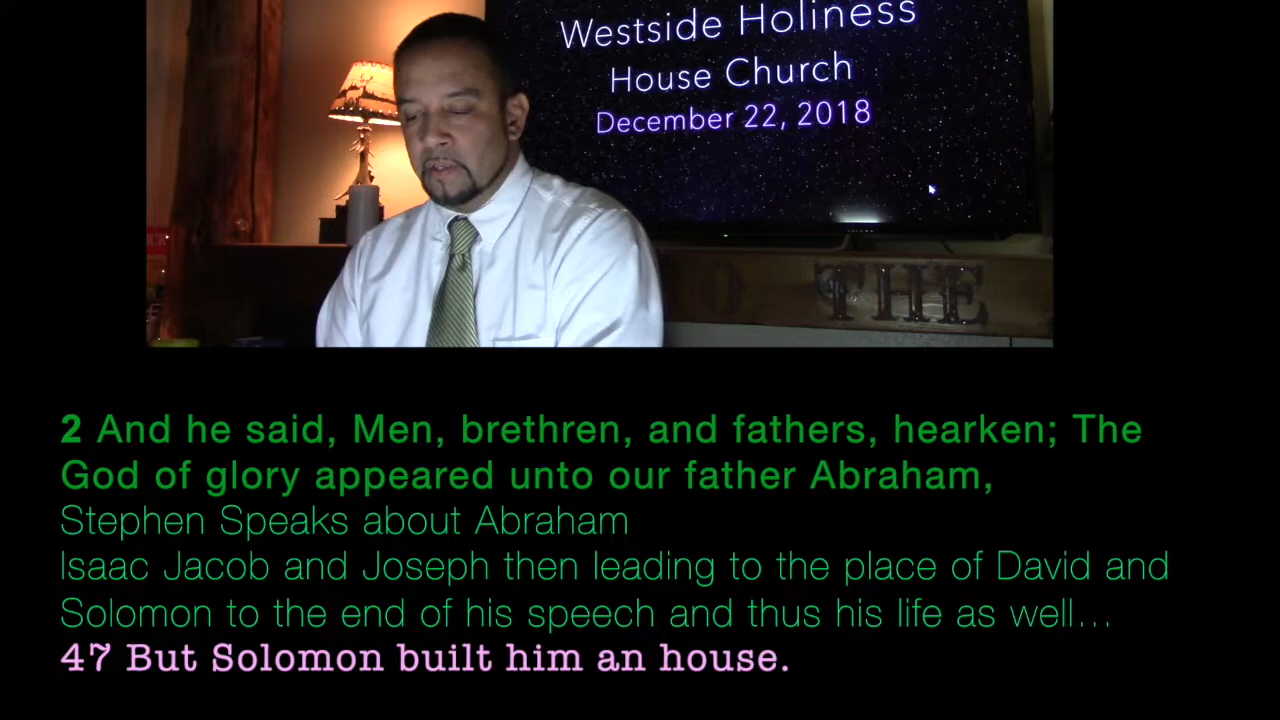 Westside Holiness
House Church
December 22, 2018
THE
2 And he said, Men, brethren, and fathers, hearken; The
God of glory appeared unto our father Abraham,
Stephen Speaks about Abraham
Isaac Jacob and Joseph then leading to the place of David and
Solomon to the end of his speech and thus his life as well...
47 But Solomon built him an house.